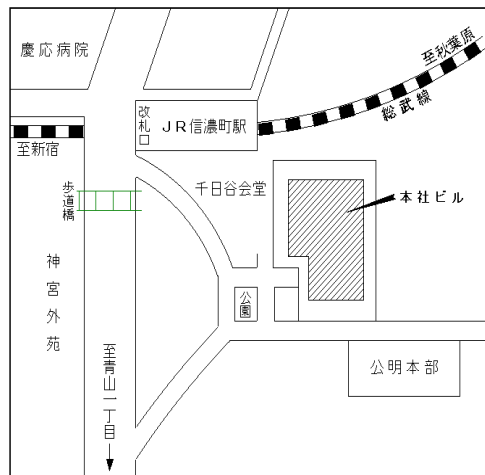 慶応病院
至秋葉原
総武線
改札口
JR信濃町駅
至新宿
歩道橋
千日谷会堂
本社ビル
神宮外苑
公園
至青山一丁目
公明本部